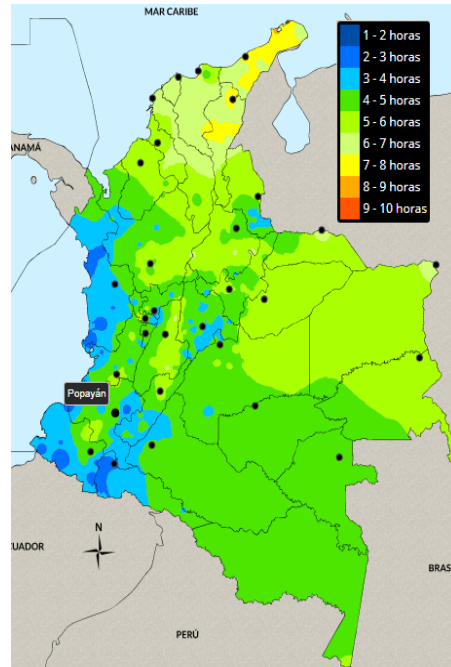 MAR CARIBE
1 - 2 horas
2 - 3 horas
3 - 4 horas
4 - 5 horas
5 - 6 horas
6 - 7 horas
7 - 8 horas
8 - 9 horas
9 - 10 horas
ANAMÁ
Popayán
N
CUADOR
BRAS
PERÚ